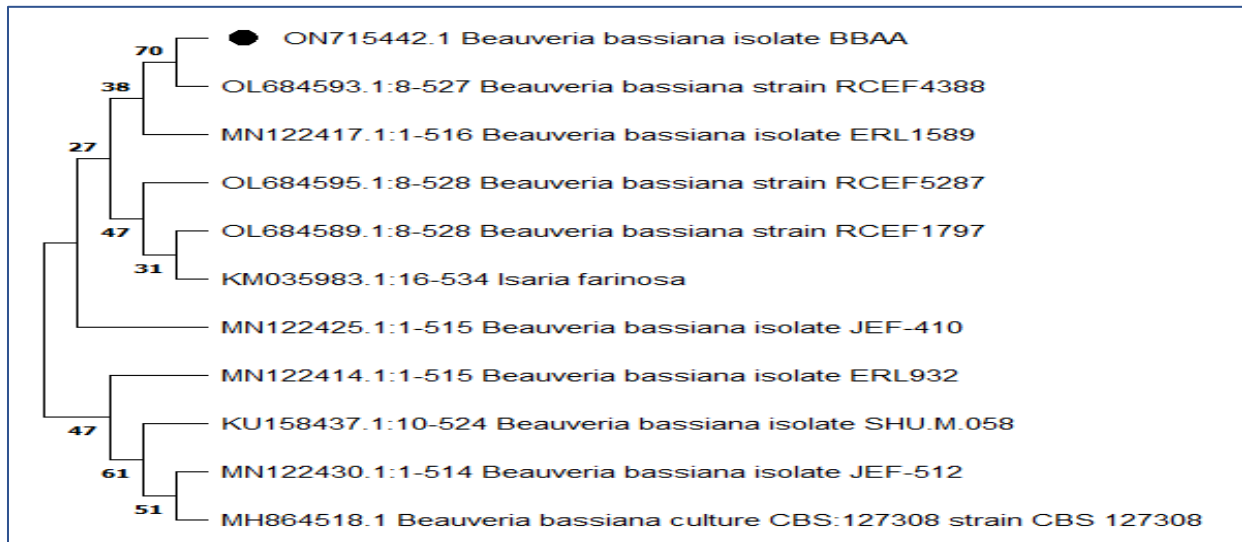 70
ON715442.1 Beauveria bassiana isolate BBAA
38
OL684593.1:8-527 Beauveria bassiana strain RCEF4388
MN122417.1:1-516 Beauveria bassiana isolate ERL1589
27
OL684595.1:8-528 Beauveria bassiana strain RCEF5287
47
OL684589.1:8-528 Beauveria bassiana strain RCEF1797
31
KM035983.1:16-534 Isaria farinosa
MN122425.1:1-515 Beauveria bassiana isolate JEF-410
MN122414.1:1-515 Beauveria bassiana isolate ERL932
47
KU158437.1:10-524 Beauveria bassiana isolate SHU.M.058
61
MN122430.1:1-514 Beauveria bassiana isolate JEF-512
51
MH864518.1 Beauveria bassiana culture CBS:127308 strain CBS 127308